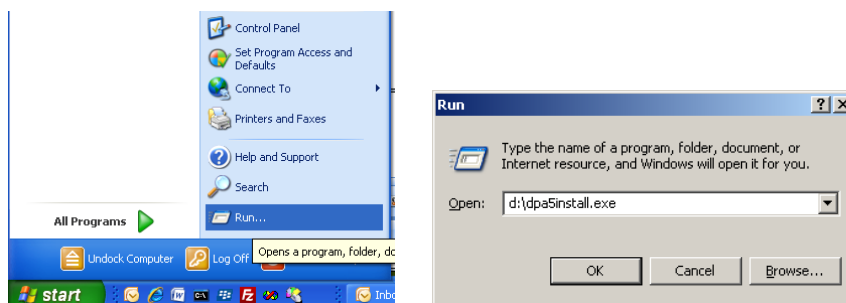 Control Panel
Set Program Access and
Defaults
Connect To
Printers and Faxes
Help and Support
Search
Run...
All Programs
Undock Computer
Log Off
Opens a program, folder, do
start
Inbo
Run
Type the name of a program, folder, document, or
Internet resource, and Windows will open it for you.
Open:
d:\dpa5install.exe
OK
Cancel
Browse...